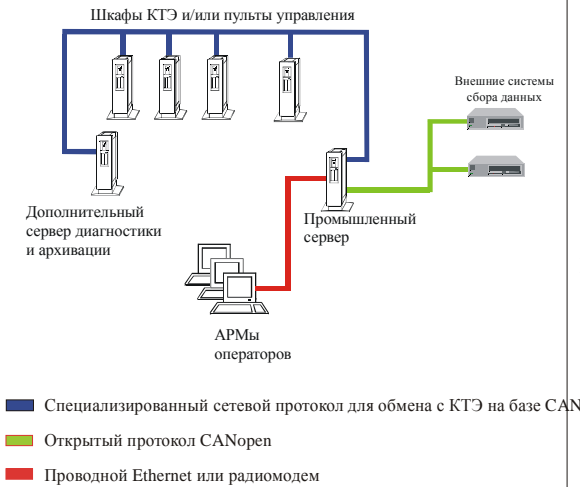 Шкафы КТЭ и/или пульты управления
Внешние системы
сбора данных
Дополнительный
сервер диагностики
и архивации
Промышленный
сервер
АРМы
операторов
Специализированный сетевой протокол для обмена с КТЭ на базе CAN
Открытый протокол CANopen
Проводной Ethernet или радиомодем